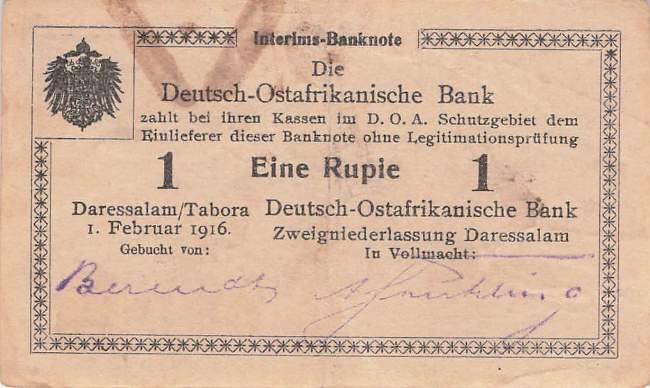 Interims-Banknote
Die
Deutsch-Ostafrikanische Bank
zahlt bei ihren Kassen im D. O. A. Schutzgebiet dem
Einlieferer dieser Banknote ohne Legitimationsprüfung
1 Eine Rupie 1
Daressalam/Tabora
1. Februar 1916.
Gebucht von:
Deutsch-Ostafrikanische Bank
Zweigniederlassung Daressalam
In Vollmacht:
Berendt